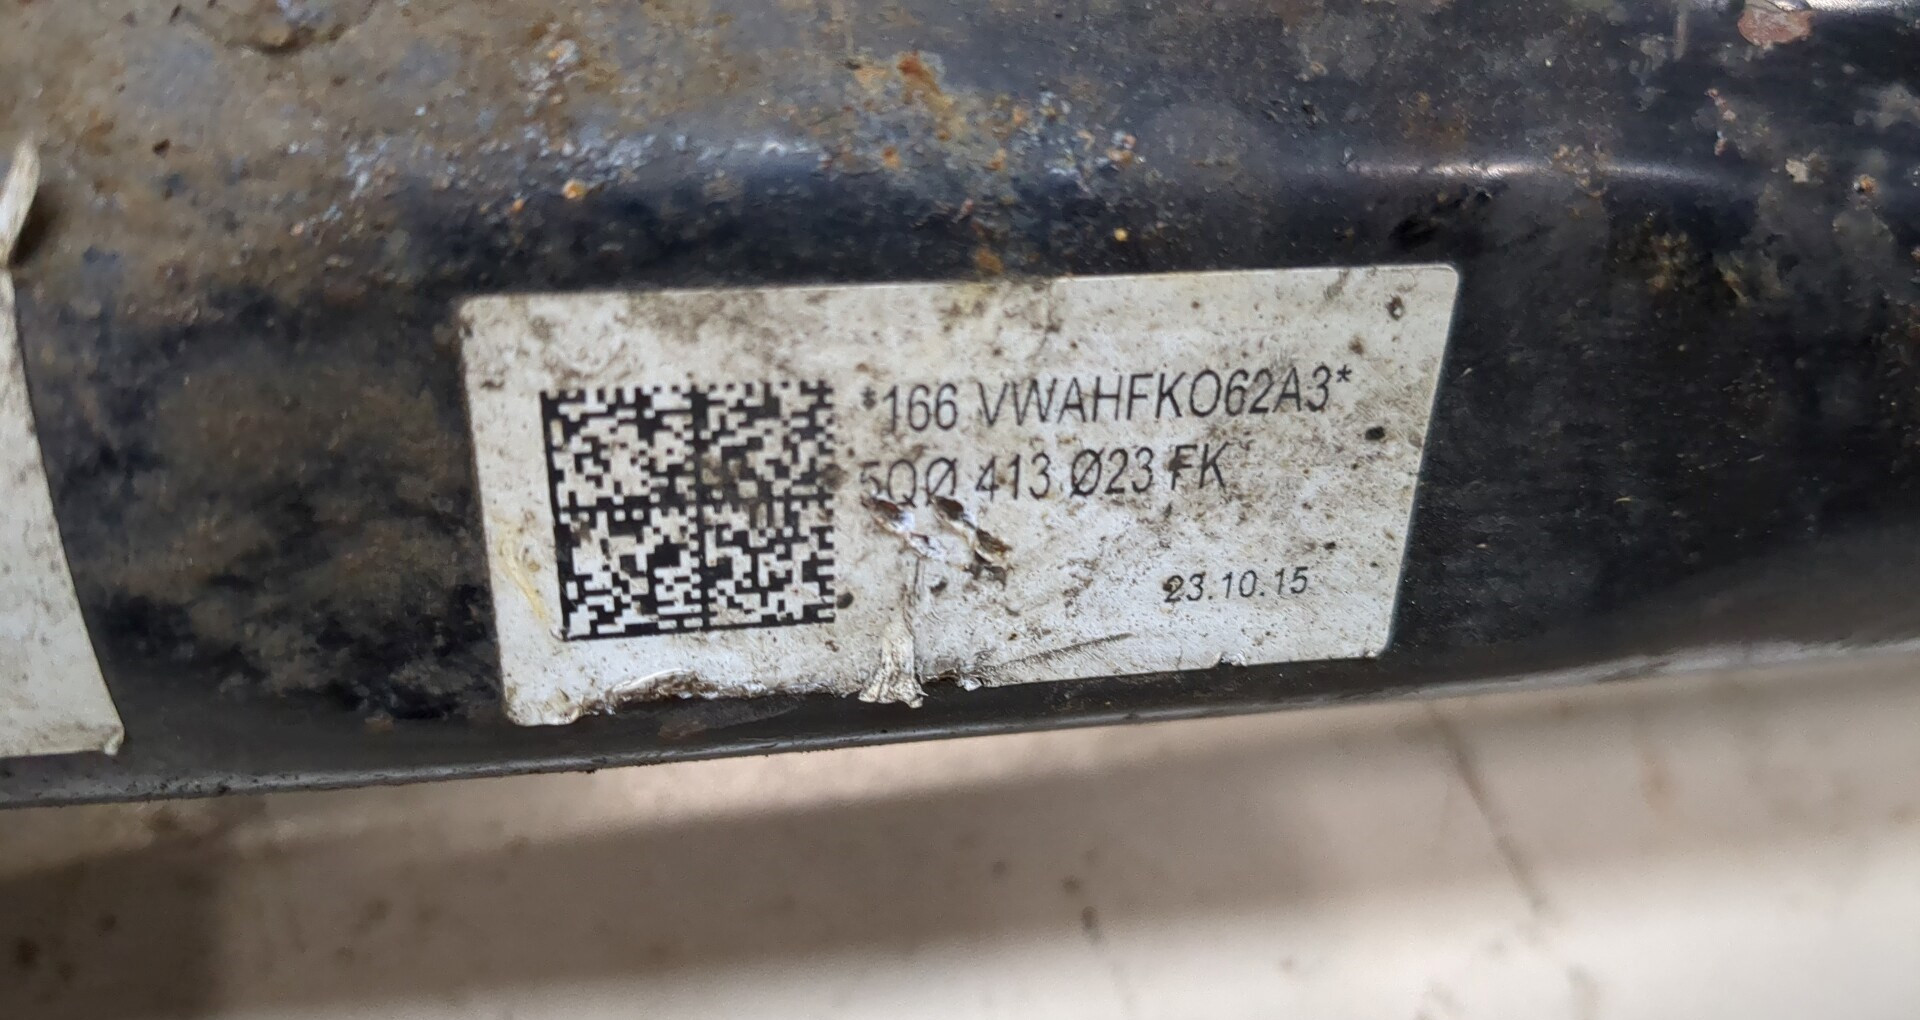 *166 VWAHFKO62A3*
5QØ 413 Ø23 FK
23.10.15